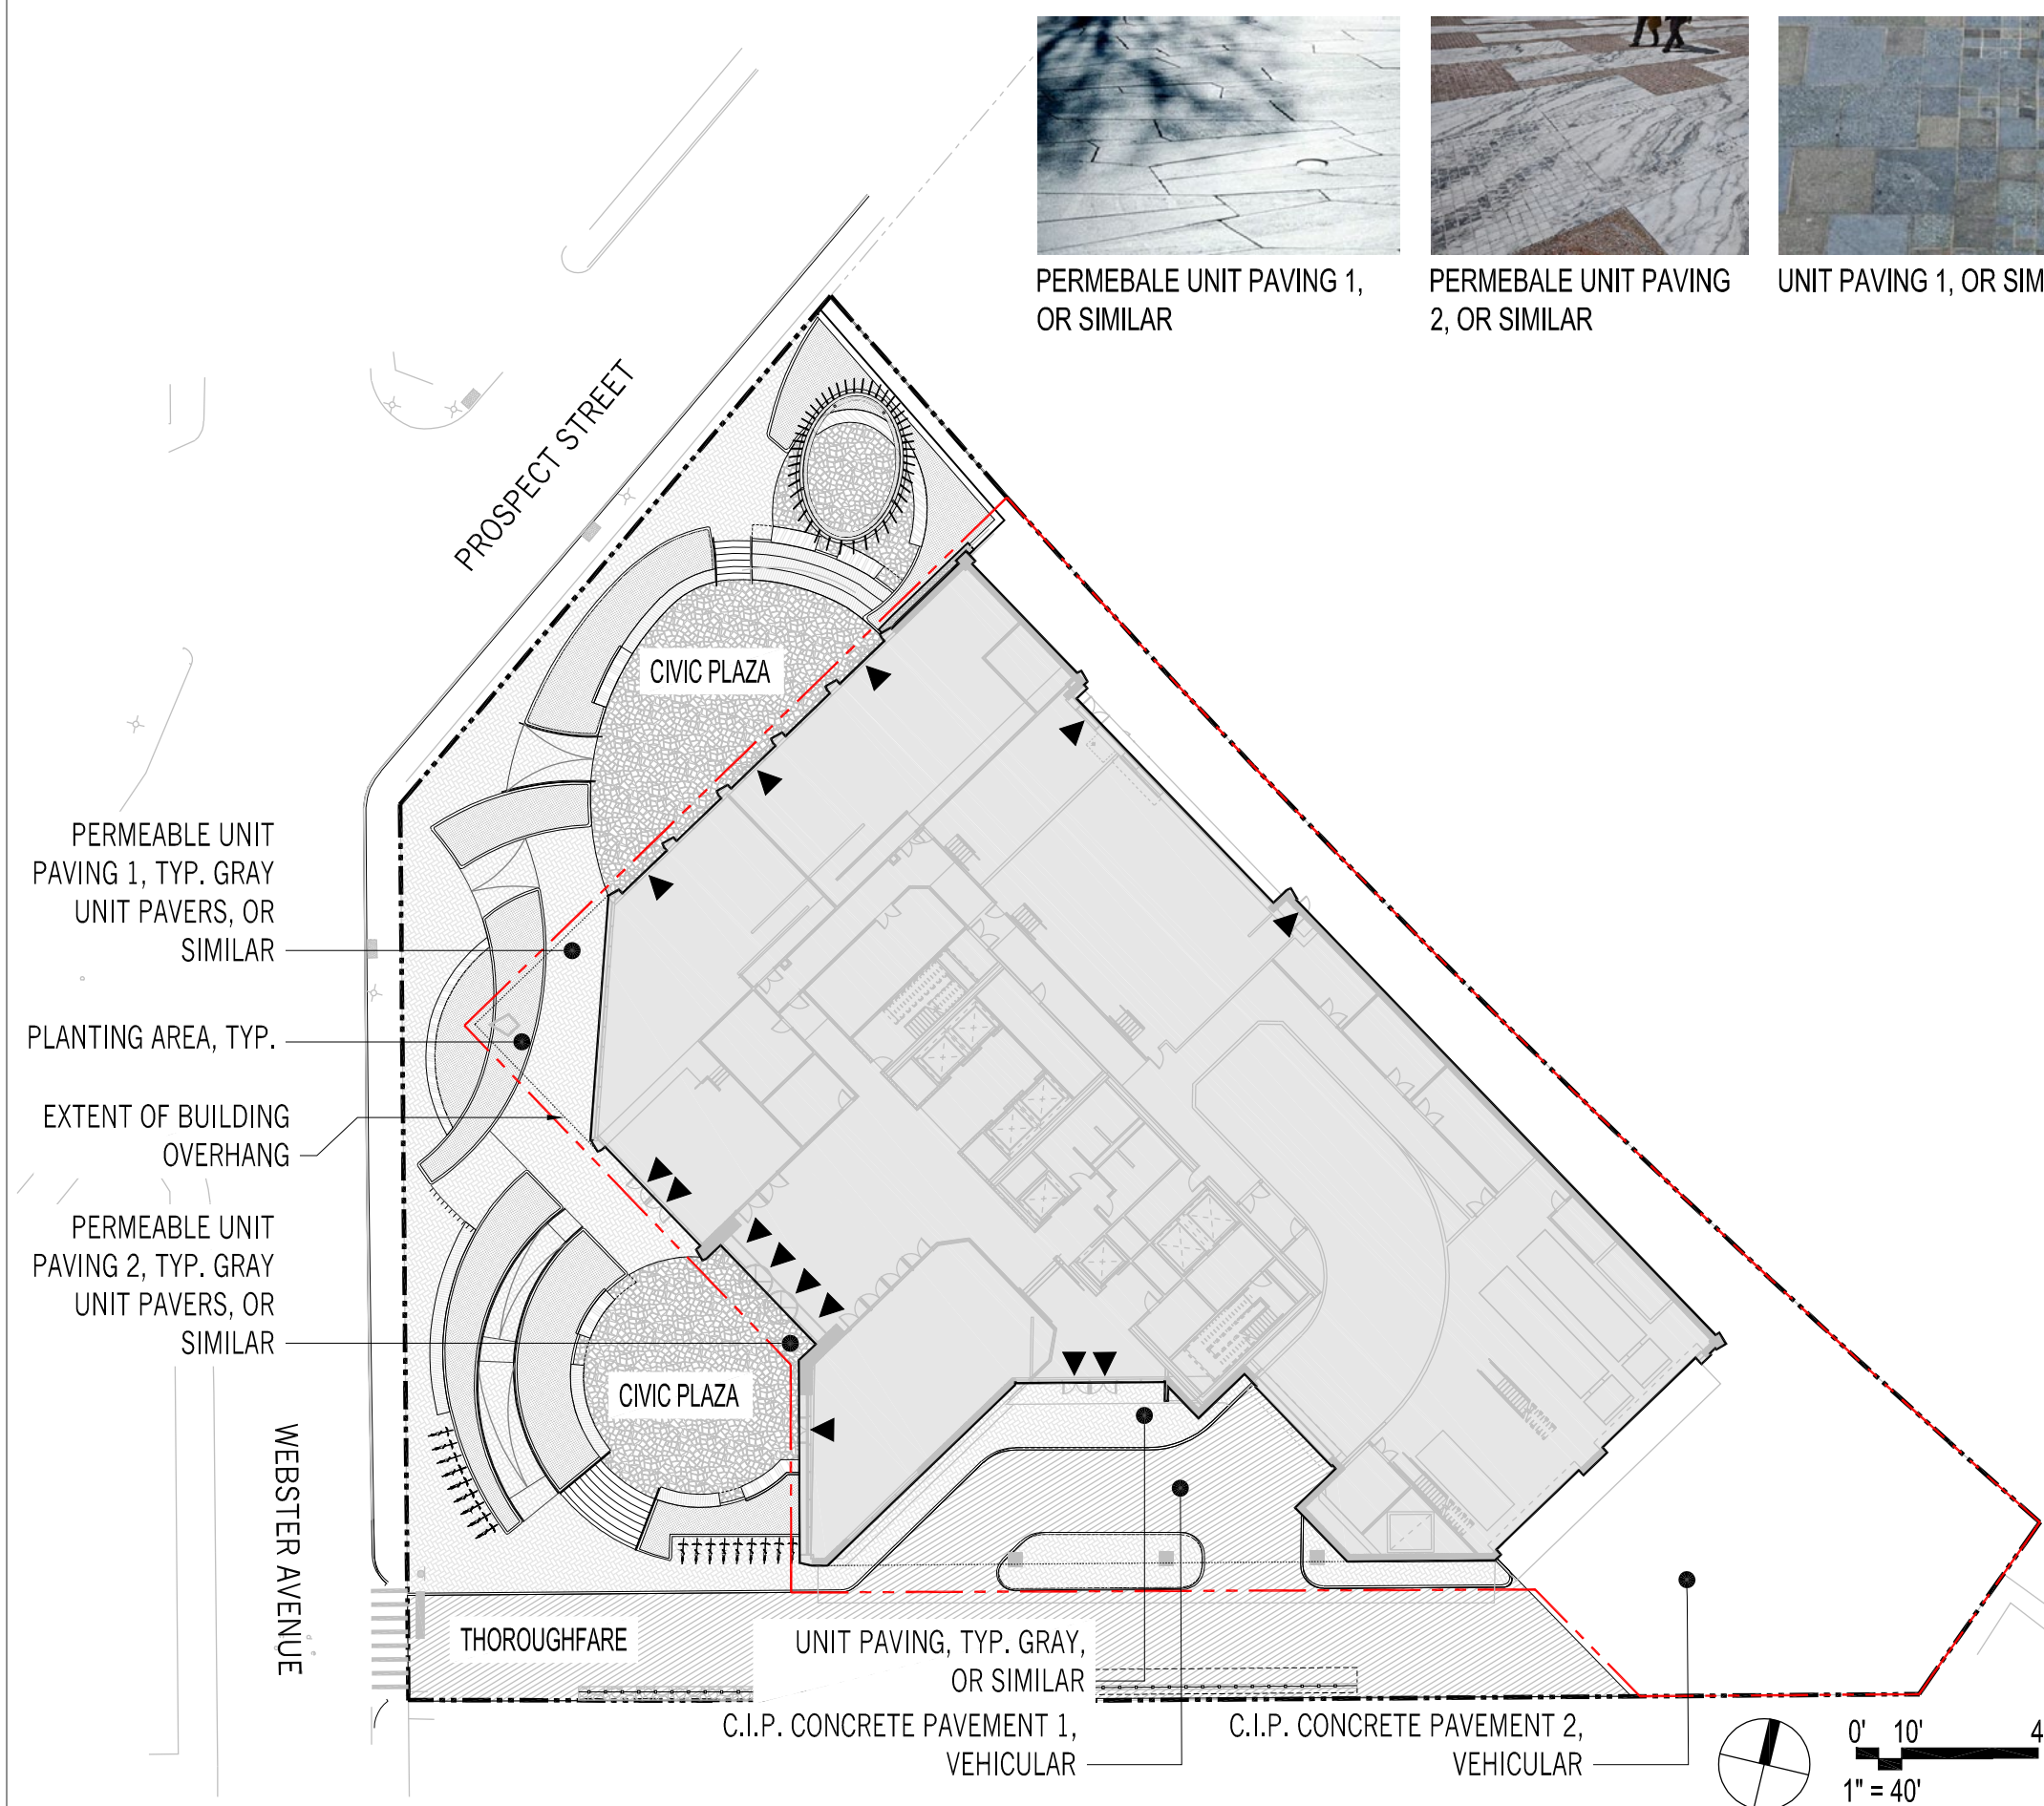 PERMEBALE UNIT PAVING 1,
OR SIMILAR
PERMEBALE UNIT PAVING
2, OR SIMILAR
UNIT PAVING 1, OR SIM
PROSPECT STREET
CIVIC PLAZA
PERMEABLE UNIT
PAVING 1, TYP. GRAY
UNIT PAVERS, OR
SIMILAR
PLANTING AREA, TYP.
EXTENT OF BUILDING
OVERHANG
PERMEABLE UNIT
PAVING 2, TYP. GRAY
UNIT PAVERS, OR
SIMILAR
CIVIC PLAZA
WEBSTER AVENUE
THOROUGHFARE
UNIT PAVING, TYP. GRAY,
OR SIMILAR
C.I.P. CONCRETE PAVEMENT 1,
VEHICULAR
C.I.P. CONCRETE PAVEMENT 2,
VEHICULAR
0' 10' 4
1" = 40'